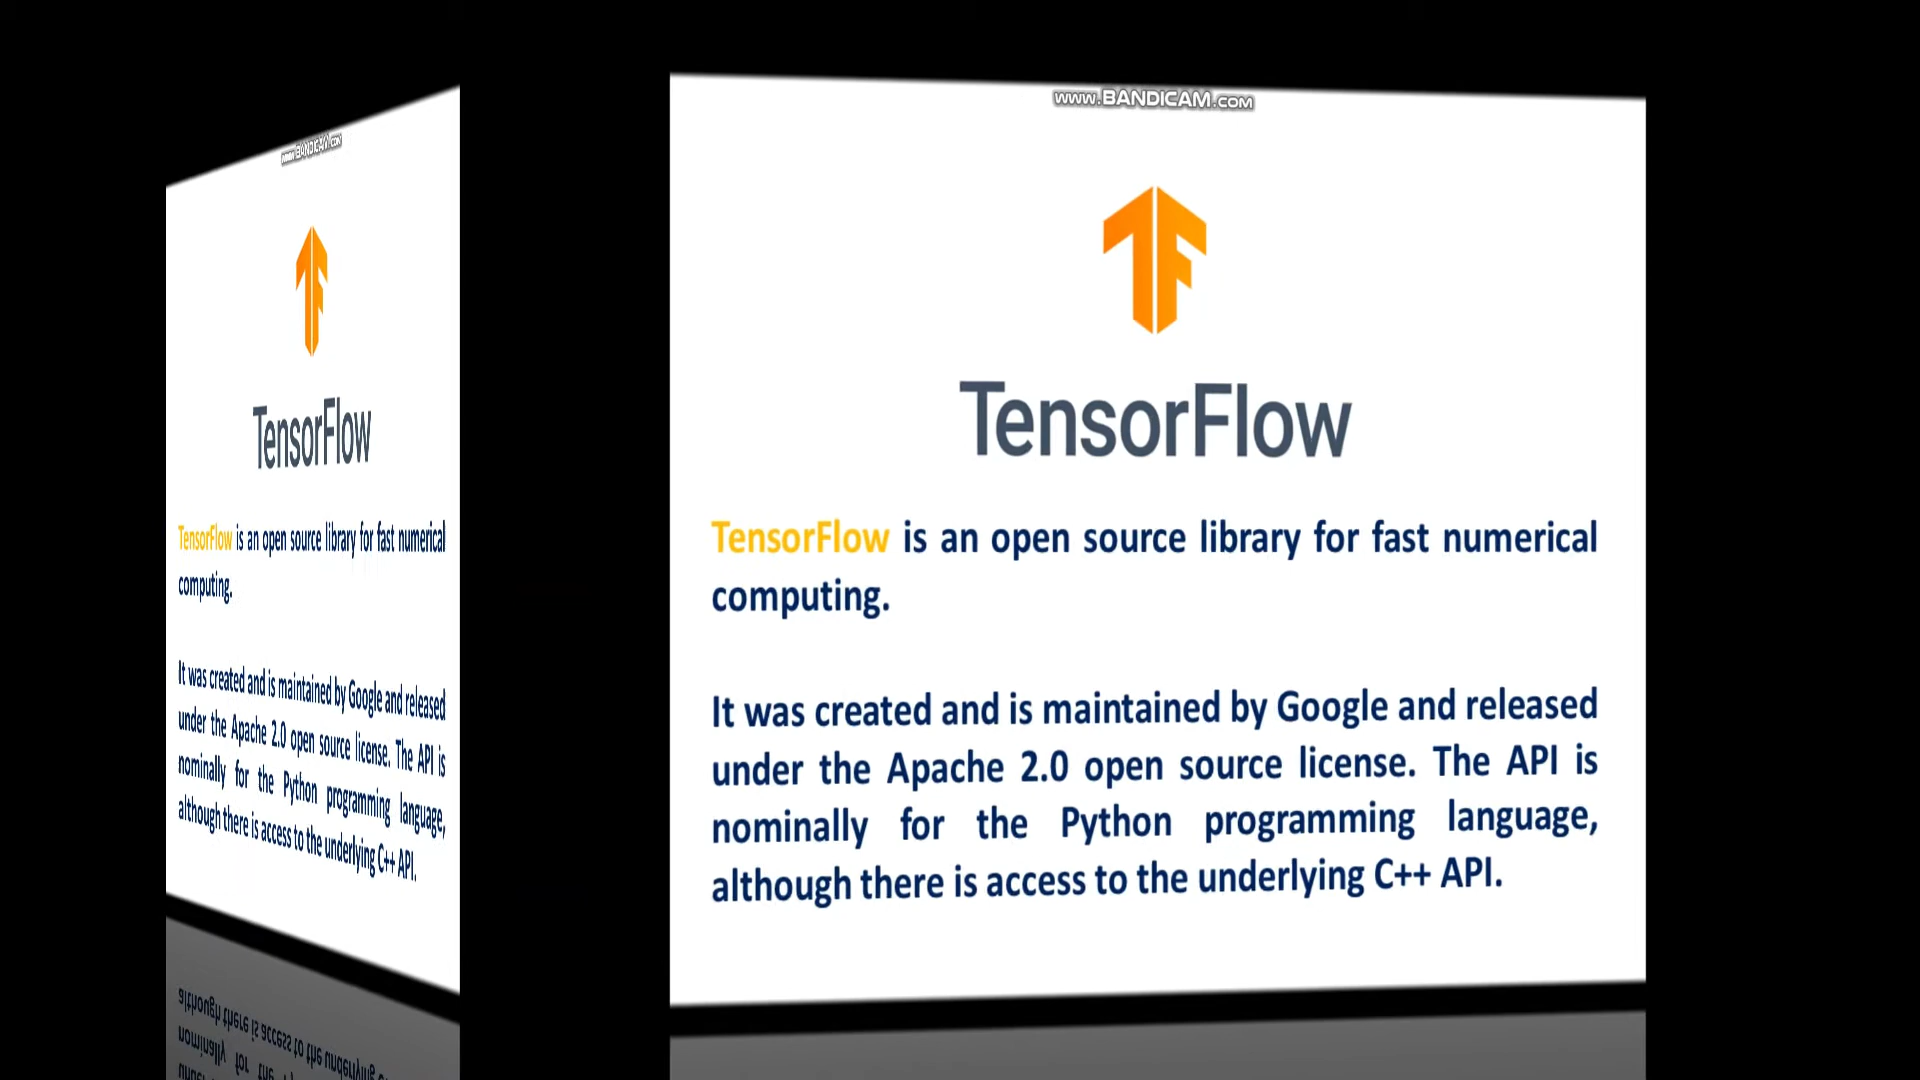 www.BANDICAM.com
TensorFlow
TensorFlow is an open source library for fast numerical
computing.
It was created and is maintained by Google and released
under the Apache 2.0 open source license. The API is
nominally for the Python programming language,
although there is access to the underlying C++ API.
www.BANDICAM.com
TensorFlow
TensorFlow is an open source library for fast numerical
computing.
It was created and is maintained by Google and released
under the Apache 2.0 open source license. The API is
nominally for the Python programming language,
although there is access to the underlying C++ API.